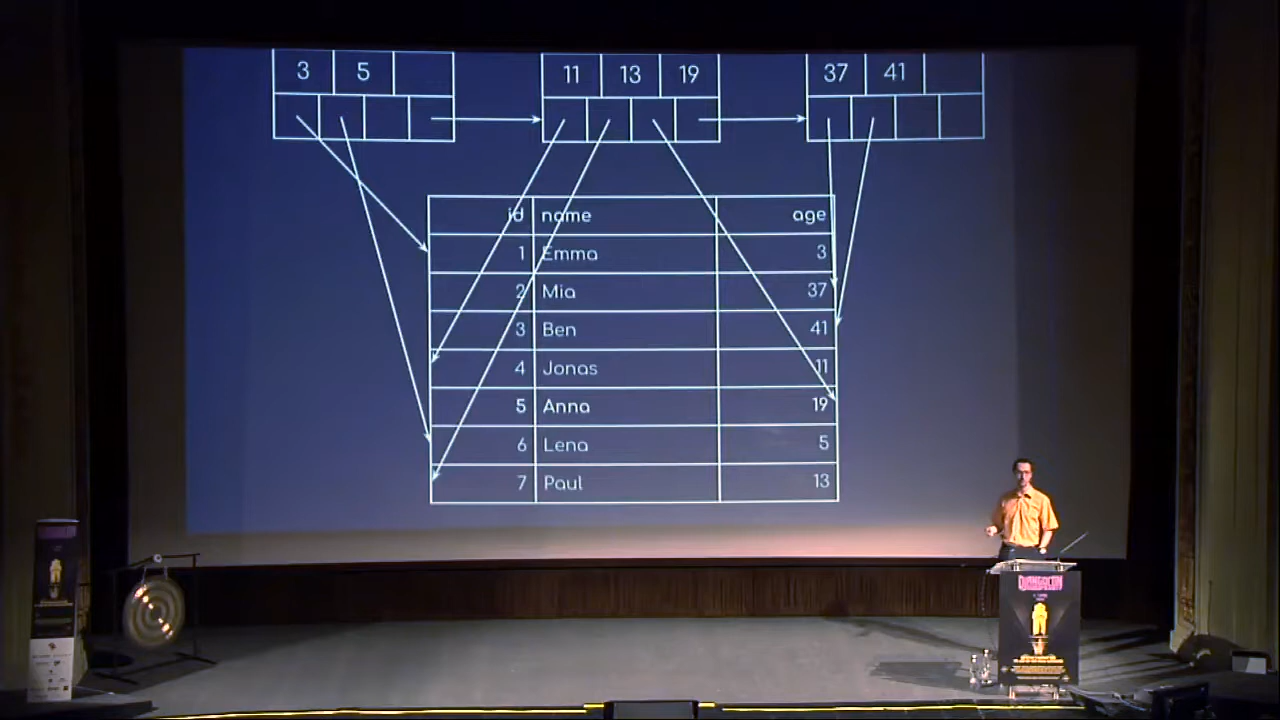 3 5 11 13 19 37 41
id name age
1 Emma 3
2 Mia 37
3 Ben 41
4 Jonas 11
5 Anna 19
6 Lena 5
7 Paul 13
DJANGOCON